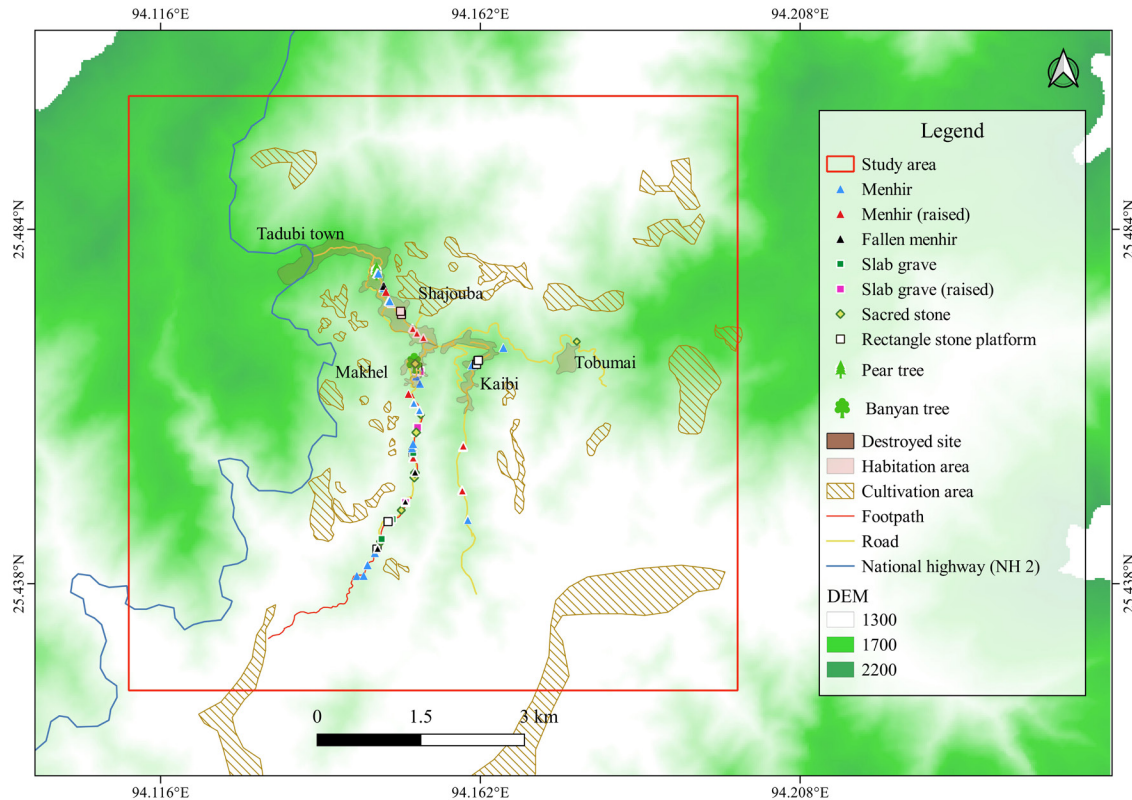 94.116°E 94.162°E 94.208°E
25.484°N
25.484°N
Legend
Study area
Menhir
Menhir (raised)
Fallen menhir
Slab grave
Slab grave (raised)
Sacred stone
Rectangle stone platform
Pear tree
Banyan tree
Destroyed site
Habitation area
Cultivation area
Footpath
Road
National highway (NH 2)
DEM
1300
1700
2200
Tadubi town
Shajouba
Makhel
Kaibi
Tobumai
25.438°N
25.438°N
0 1.5 3 km
94.116°E 94.162°E 94.208°E